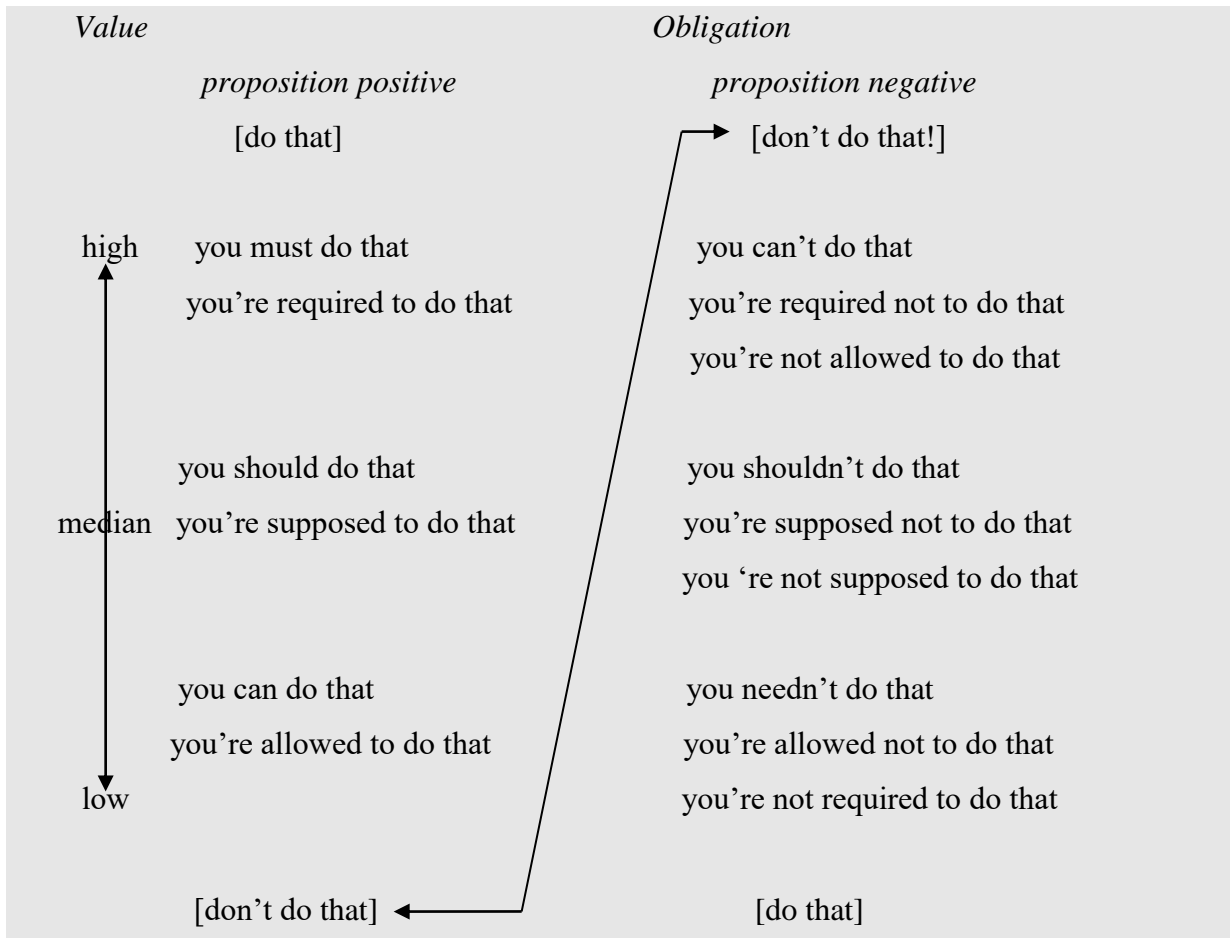 Value Obligation
proposition positive proposition negative
[do that] [don’t do that!]
high you must do that you can’t do that
you’re required to do that you’re required not to do that
you’re not allowed to do that
you should do that you shouldn’t do that
median you’re supposed to do that you’re supposed not to do that
you ‘re not supposed to do that
you can do that you needn’t do that
you’re allowed to do that you’re allowed not to do that
low you’re not required to do that
[don’t do that] [do that]